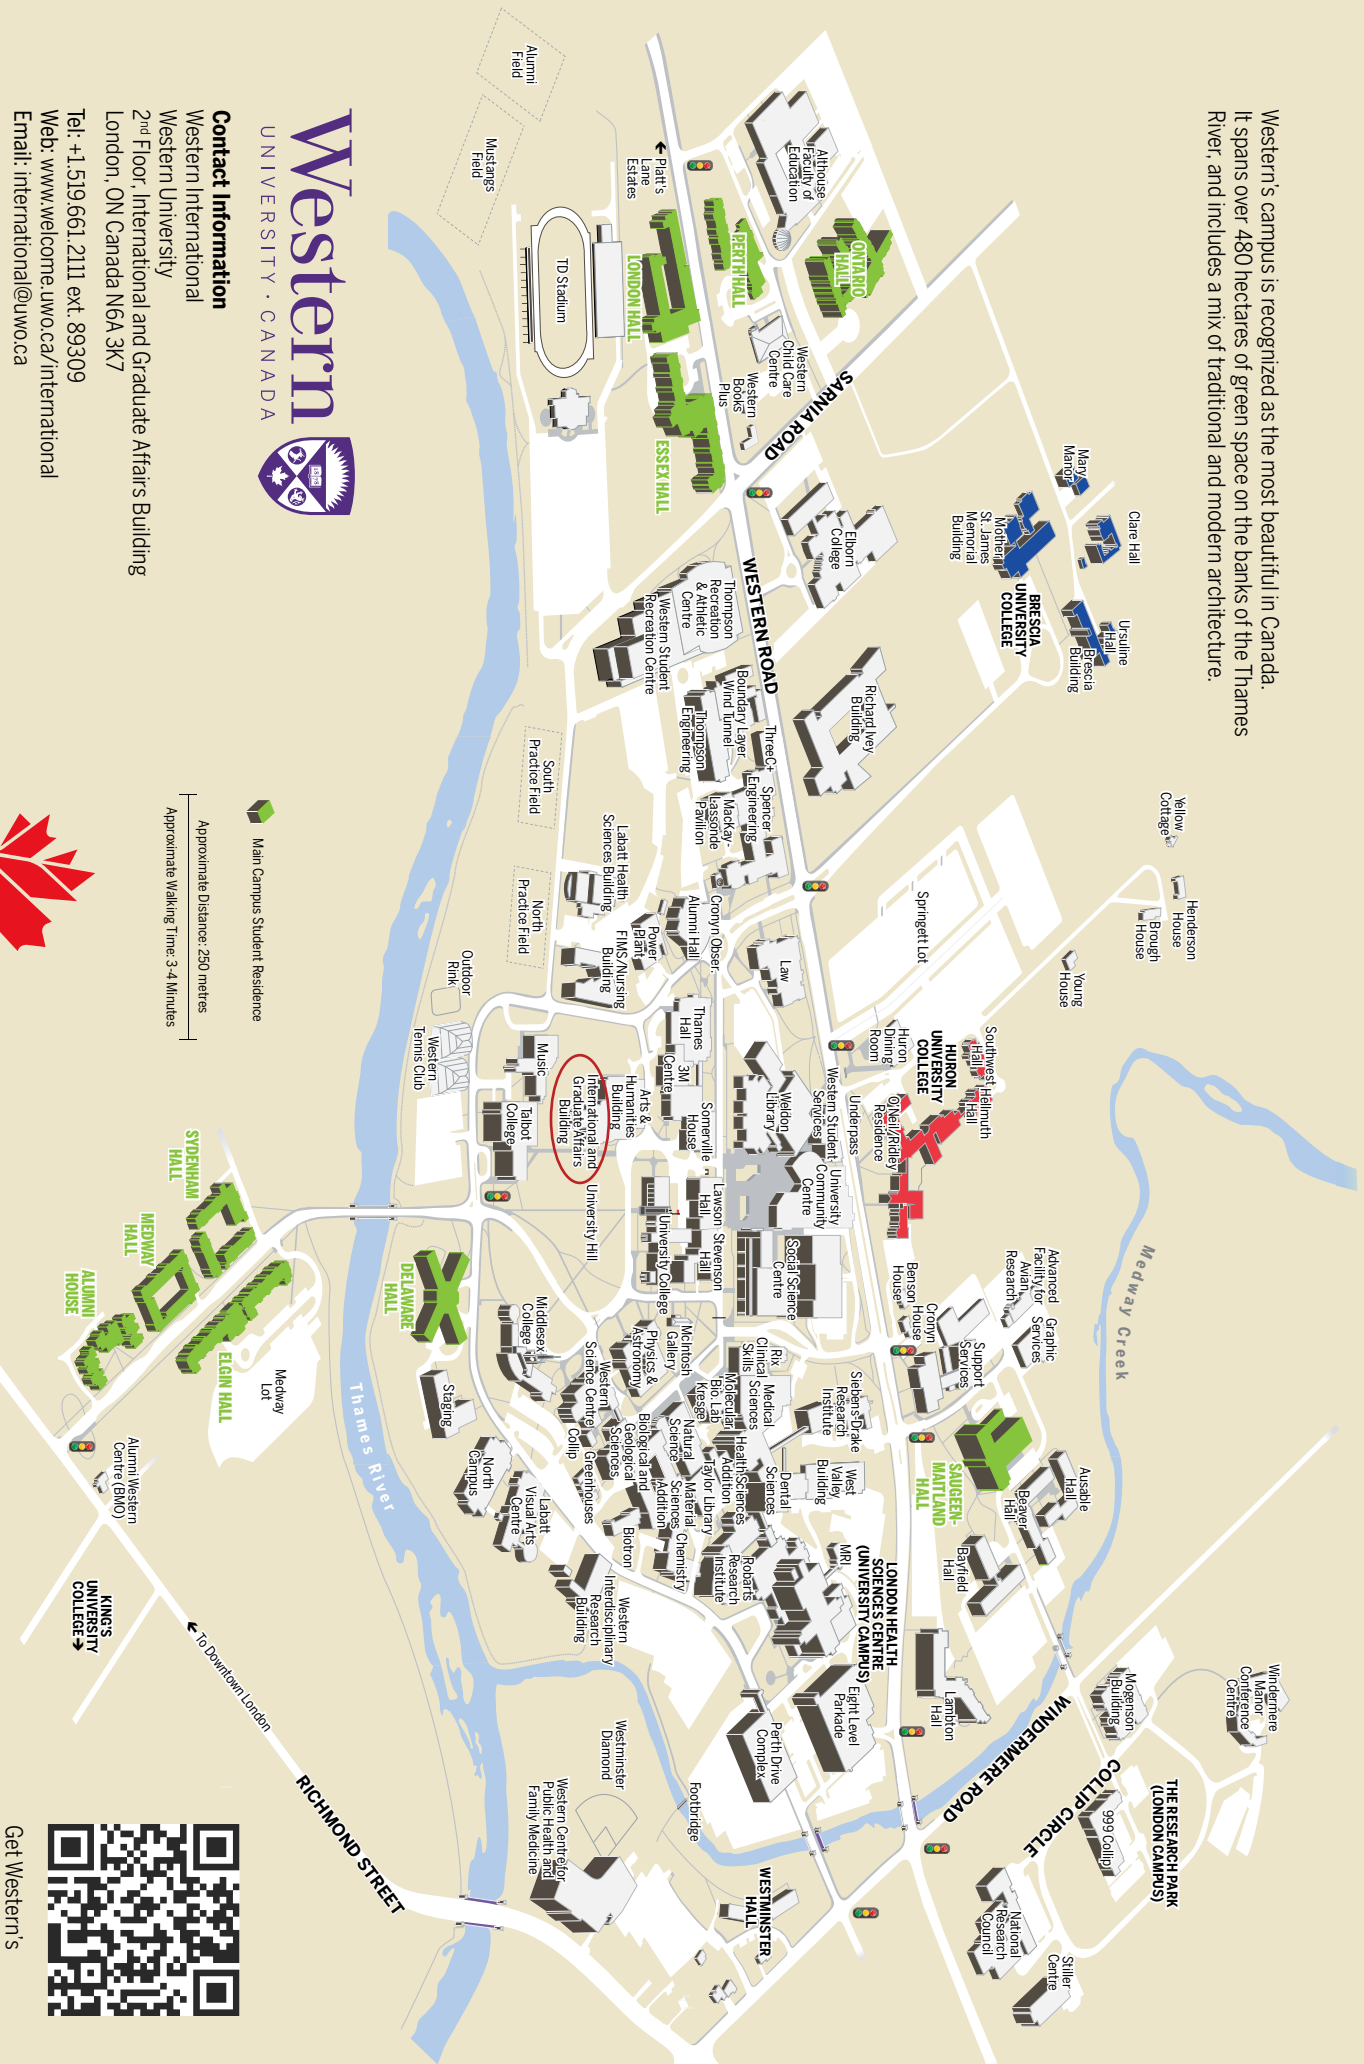 Western's campus is recognized as the most beautiful in Canada.
It spans over 480 hectares of green space on the banks of the Thames
River, and includes a mix of traditional and modern architecture.
Yellow
Cottage
Henderson
House
Brough
House
Young
House
Clare Hall
Mary
Manor
Ursuline
Hall
Brescia
Building
Mother
St. James
Memorial
Building
BRESCIA
UNIVERSITY
COLLEGE
Althouse
Faculty of
Education
ONTARIO
HALL
PERTH HALL
Western
Child Care
Centre
Western
Books
Plus
SARNIA ROAD
Elborn
College
Richard Ivey
Building
Springett Lot
WESTERN ROAD
Platt's
Lane
Estates
LONDON HALL
ESSEX HALL
TD Stadium
Alumni
Field
Mustangs
Field
Thompson
Recreation
& Athletic
Centre
Western Student
Recreation Centre
Boundary Layer
Wind Tunnel
Thompson
Engineering
ThreeC+
Spencer
Engineering
MacKay-
Lassonde
Pavilion
South
Practice Field
North
Practice Field
Labatt Health
Sciences Building
Cronyn Obser.
Alumni Hall
Power
Plant
FIMS/Nursing
Building
Law
Outdoor
Rink
Western
Tennis Club
Thames
Hall
3M
Centre
Music
Talbot
College
International and
Graduate Affairs
Building
Arts &
Humanities
Building
Somerville
House
Weldon
Library
Western Student
Services
Underpass
University
Community
Centre
Huron
Dining
Room
HURON
UNIVERSITY
COLLEGE
Southwest
Hall
Hellmuth
Hall
O'Neil/Ridley
Residence
Lawson
Hall
Stevenson
Hall
University College
University Hill
Social Science
Centre
Benson
House
Cronyn
House
Advanced
Facility for
Avian
Research
Graphic
Services
Support
Services
Medway Creek
DELAWARE
HALL
Middlesex
College
Staging
McIntosh
Gallery
Physics &
Astronomy
Western
Science Centre
Rix
Clinical
Skills
Medical
Sciences
Molecular
Bio. Lab
Kresge
Siebens-Drake
Research
Institute
Collip
Greenhouses
Biological and
Geological
Sciences
Natural
Science
Material
Sciences
Addition
Health Sciences
Addition
Taylor Library
Dental
Sciences
West
Valley
Building
Biotron
Chemistry
Robarts
Research
Institute
MRI
North
Campus
Labatt
Visual Arts
Centre
Western
Interdisciplinary
Research
Building
LONDON HEALTH
SCIENCES CENTRE
(UNIVERSITY CAMPUS)
SAUGEEN-
MAITLAND
HALL
Ausable
Hall
Beaver
Hall
Bayfield
Hall
Lambton
Hall
Eight Level
Parkade
Perth Drive
Complex
WINDERMERE ROAD
Mogenson
Building
Windermere
Manor
Conference
Centre
COLLIP CIRCLE
THE RESEARCH PARK
(LONDON CAMPUS)
999 Collip
National
Research
Council
Stiller
Centre
WESTMINSTER
HALL
Footbridge
Westminster
Diamond
Western Centre for
Public Health and
Family Medicine
RICHMOND STREET
To Downtown London
KING'S
UNIVERSITY
COLLEGE
Alumni Western
Centre (BMO)
Medway
Lot
ELGIN HALL
SYDENHAM
HALL
MEDWAY
HALL
ALUMNI
HOUSE
Thames River
Western
UNIVERSITY · CANADA
1878
Contact Information
Western International
Western University
2nd Floor, International and Graduate Affairs Building
London, ON Canada N6A 3K7
Tel: +1.519.661.2111 ext. 89309
Web: www.welcome.uwo.ca/international
Email: international@uwo.ca
Main Campus Student Residence
Approximate Distance: 250 metres
Approximate Walking Time: 3-4 Minutes
Get Western's